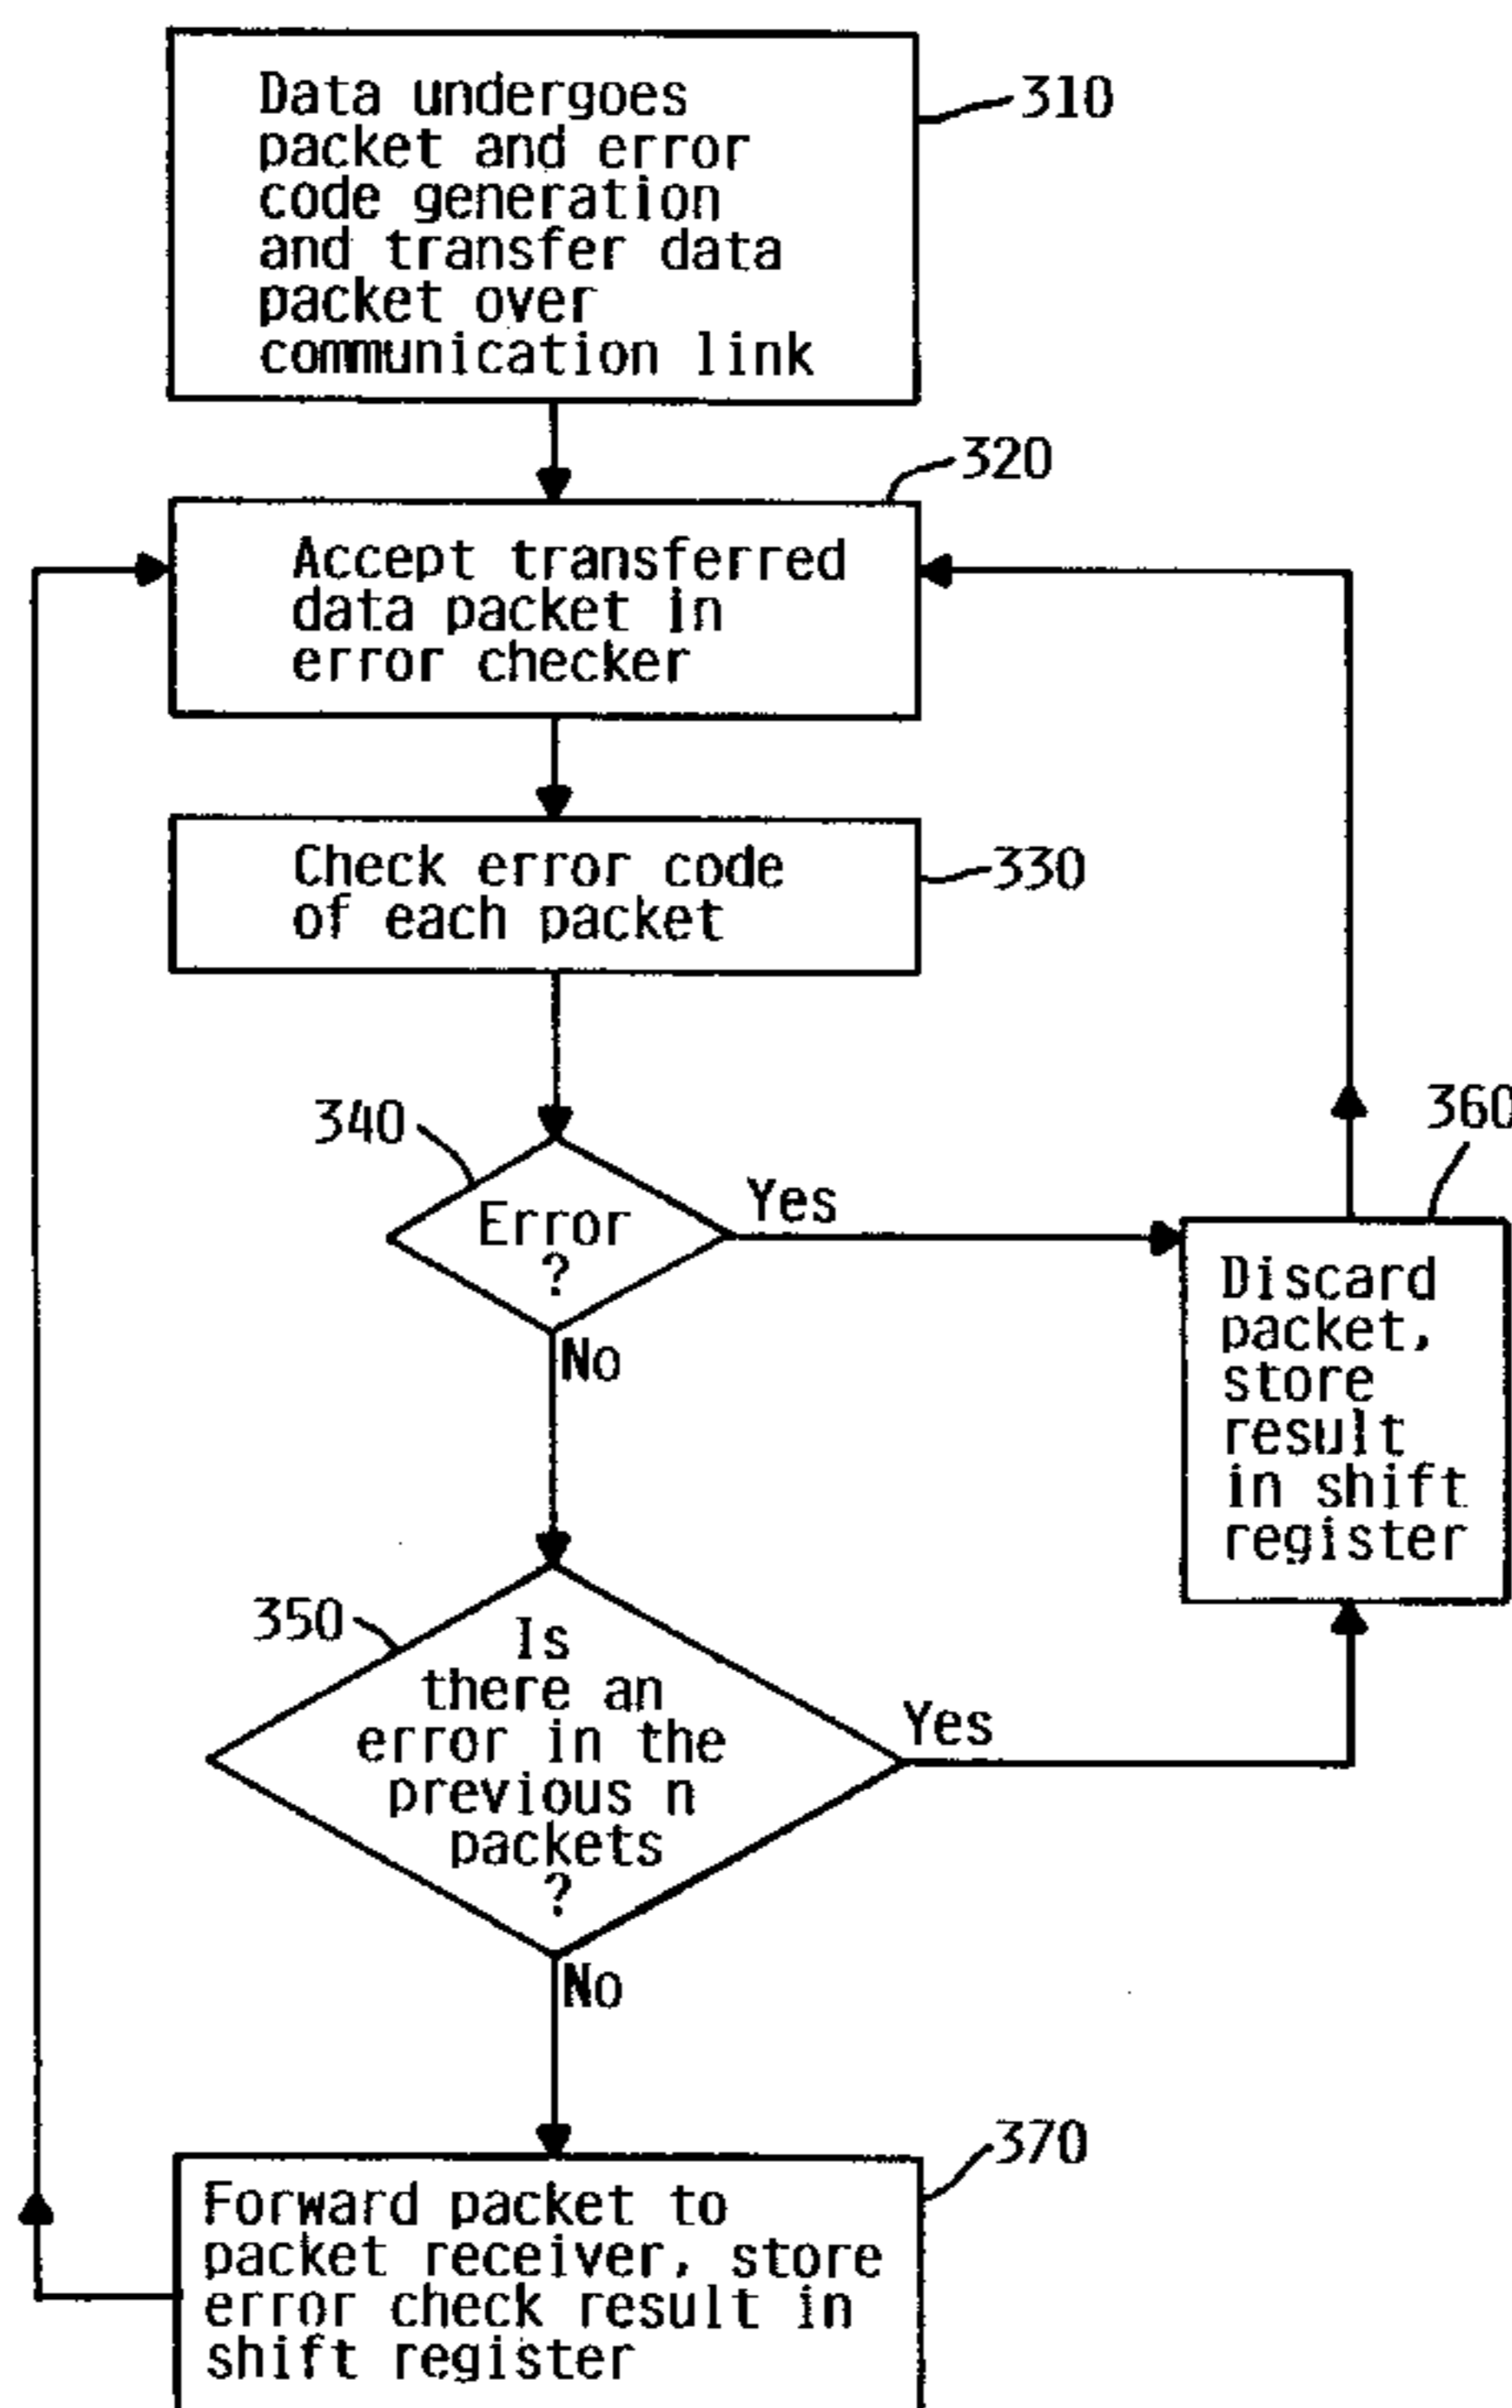 Data undergoes
packet and error
code generation
and transfer data
packet over
communication link
310
320
Accept transferred
data packet in
error checker
Check error code
of each packet
330
340
Error
?
Yes
No
360
Discard
packet,
store
result
in shift
register
350
Is
there an
error in the
previous n
packets
?
Yes
No
370
Forward packet to
packet receiver, store
error check result in
shift register